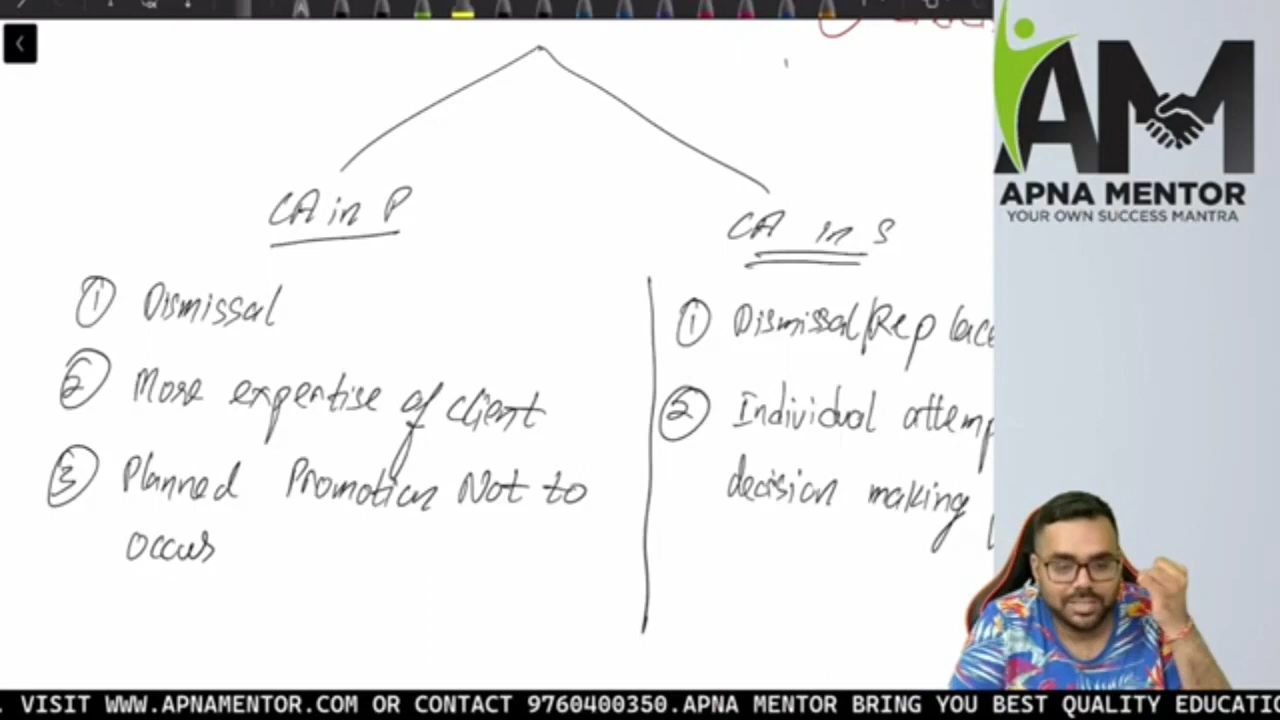 AM
APNA MENTOR
YOUR OWN SUCCESS MANTRA
CA in P
① Dismissal
② More expertise of client
③ Planned Promotion Not to
occur
CA in S
① Dismissal/Replace
② Individual attemp
decision making
. VISIT WWW.APNAMENTOR.COM OR CONTACT 9760400350.APNA MENTOR BRING YOU BEST QUALITY EDUCATIO